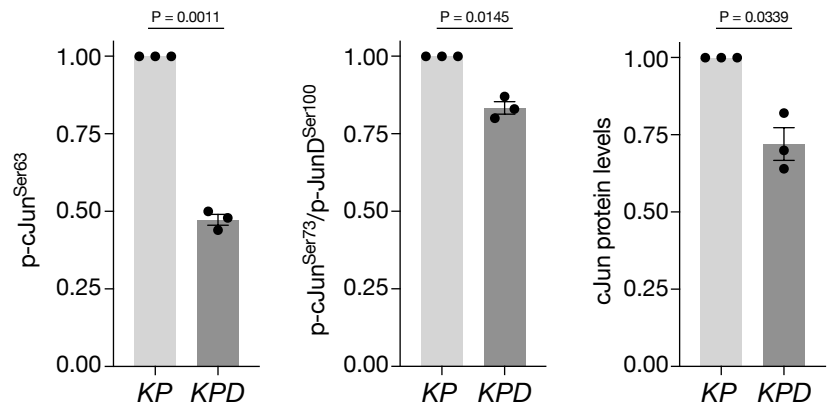 P = 0.0011
p-cJunSer63
1.00
0.75
0.50
0.25
0.00
KP KPD
P = 0.0145
p-cJunSer73/p-JunDSer100
1.00
0.75
0.50
0.25
0.00
KP KPD
P = 0.0339
cJun protein levels
1.00
0.75
0.50
0.25
0.00
KP KPD